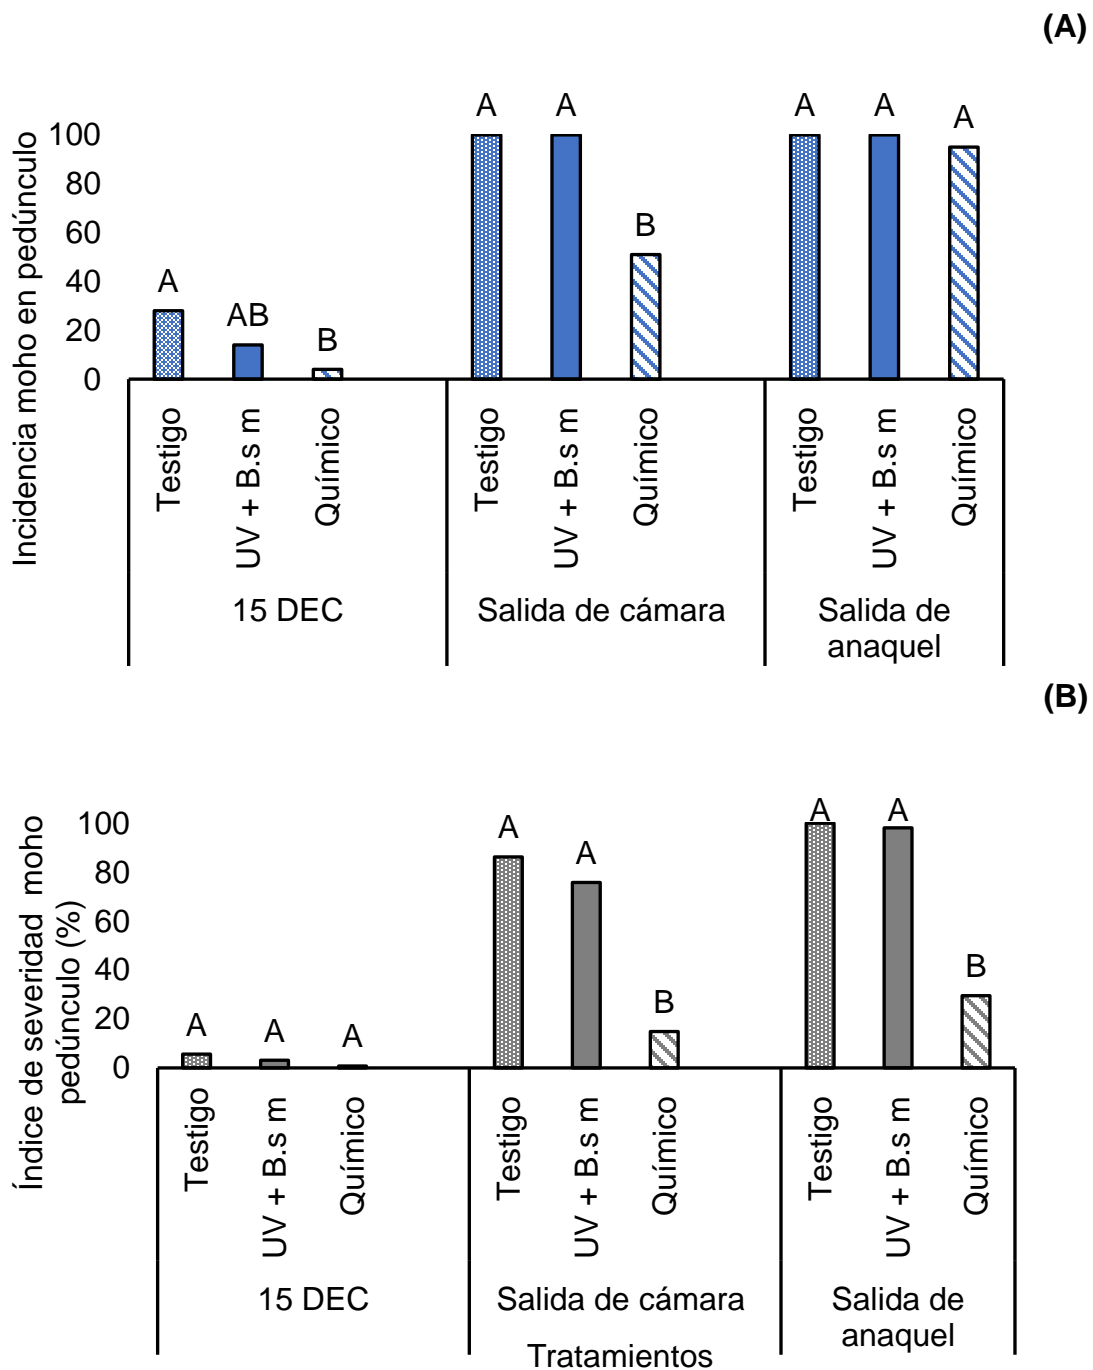 (A)
Incidencia moho en pedúnculo
100
80
60
40
20
0
A
AB
B
A
A
B
A
A
A
Testigo
UV + B.s m
Químico
Testigo
UV + B.s m
Químico
Testigo
UV + B.s m
Químico
15 DEC
Salida de cámara
Salida de
anaquel
(B)
Índice de severidad moho
pedúnculo (%)
100
80
60
40
20
0
A
A
A
A
A
B
A
A
B
Testigo
UV + B.s m
Químico
Testigo
UV + B.s m
Químico
Testigo
UV + B.s m
Químico
15 DEC
Salida de cámara
Salida de
anaquel
Tratamientos